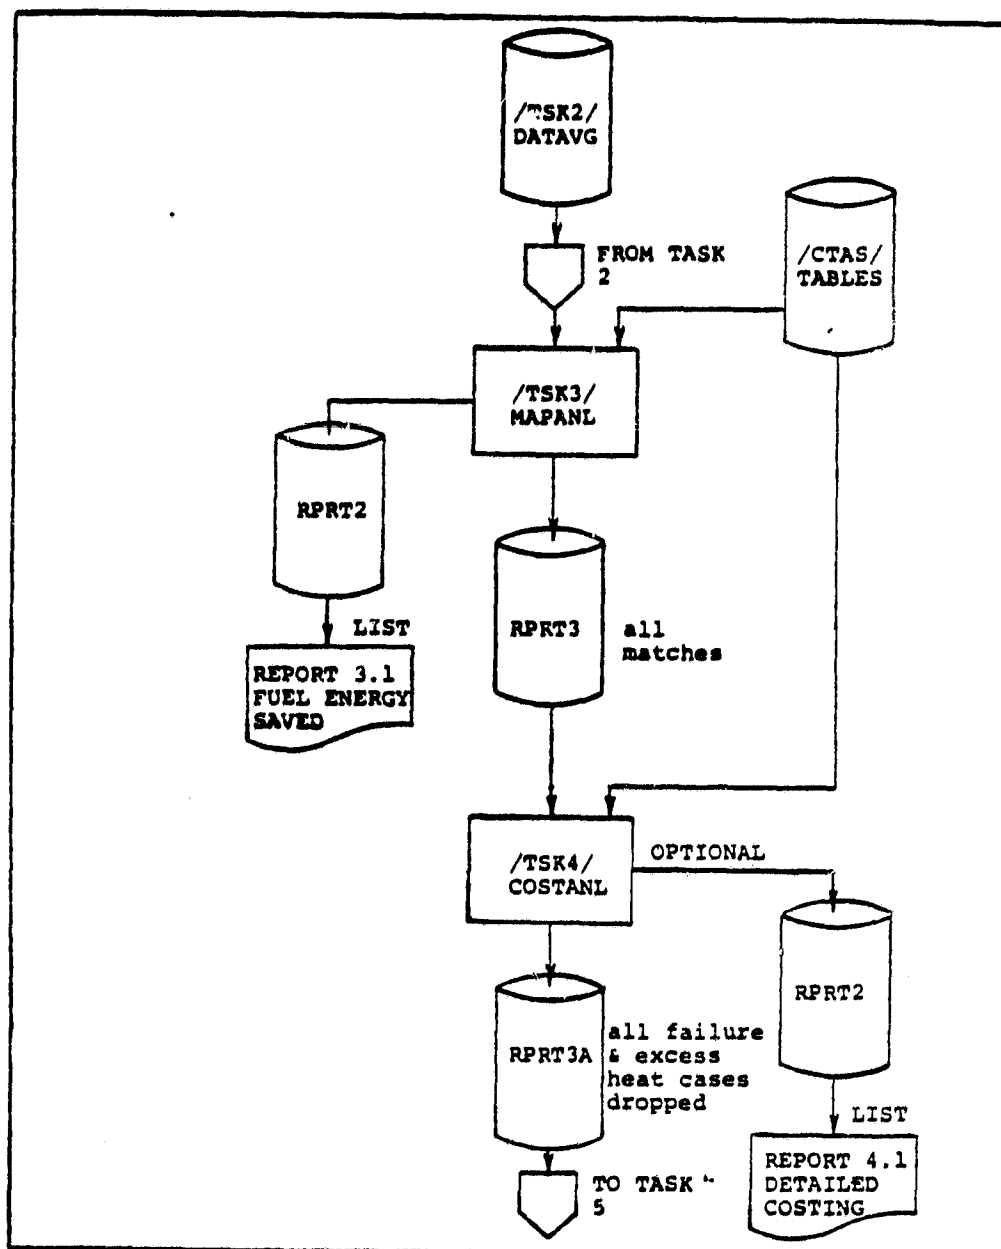 /TSK2/
DATAVG
FROM TASK
2
/CTAS/
TABLES
/TSK3/
MAPANL
RPRT2
LIST
REPORT 3.1
FUEL ENERGY
SAVED
RPRT3
all
matches
/TSK4/
COSTANL
OPTIONAL
RPRT2
RPRT3A
all failure
& excess
heat cases
dropped
LIST
REPORT 4.1
DETAILED
COSTING
TO TASK
5